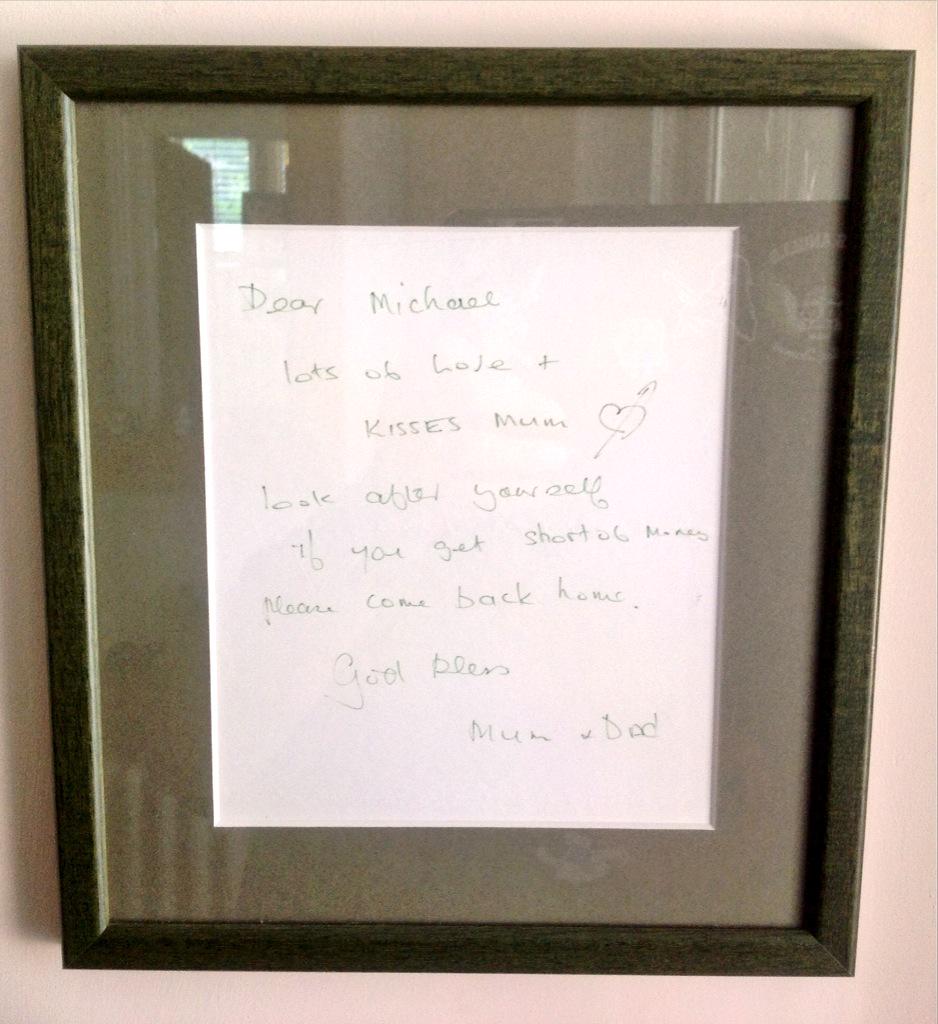 Dear Michael
lots of love +
KISSES Mum
look after yourself
if you get short of money
please come back home.
God bless
Mum + Dad